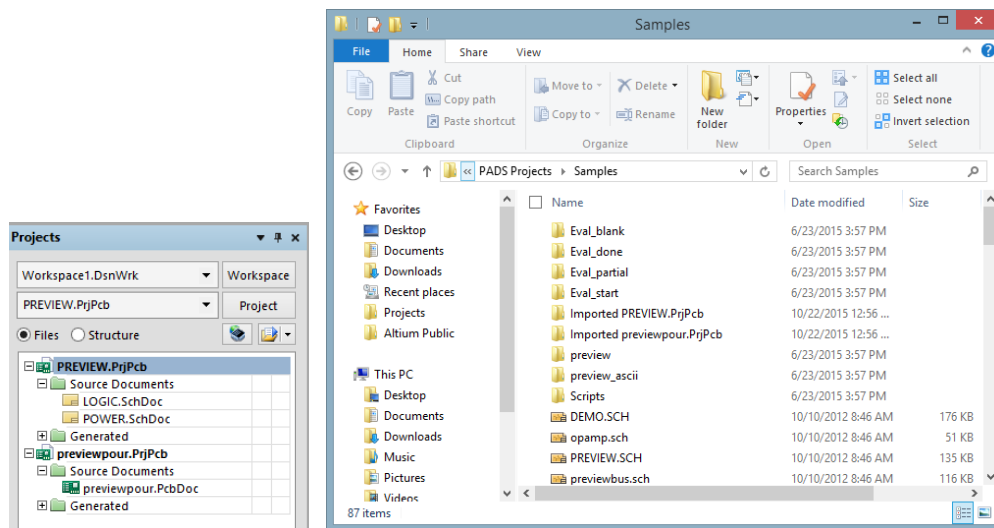 Projects
Workspace1.DsnWrk Workspace
PREVIEW.PrjPcb Project
Files Structure
PREVIEW.PrjPcb
Source Documents
LOGIC.SchDoc
POWER.SchDoc
Generated
previewpour.PrjPcb
Source Documents
previewpour.PcbDoc
Generated
Samples
File Home Share View
Copy
Paste
Cut
Copy path
Paste shortcut
Clipboard
Move to
Copy to
Delete
Rename
Organize
New folder
New
Properties
Open
Select all
Select none
Invert selection
Select
« PADS Projects Samples
Search Samples
Favorites
Desktop
Documents
Downloads
Recent places
Projects
Altium Public
This PC
Desktop
Documents
Downloads
Music
Pictures
Videos
Name Date modified Size
Eval_blank 6/23/2015 3:57 PM
Eval_done 6/23/2015 3:57 PM
Eval_partial 6/23/2015 3:57 PM
Eval_start 6/23/2015 3:57 PM
Imported PREVIEW.PrjPcb 10/22/2015 12:56 ...
Imported previewpour.PrjPcb 10/22/2015 12:56 ...
preview 6/23/2015 3:57 PM
preview_ascii 6/23/2015 3:57 PM
Scripts 6/23/2015 3:57 PM
DEMO.SCH 10/10/2012 8:46 AM 176 KB
opamp.sch 10/10/2012 8:46 AM 51 KB
PREVIEW.SCH 10/10/2012 8:46 AM 135 KB
previewbus.sch 10/10/2012 8:46 AM 116 KB
87 items